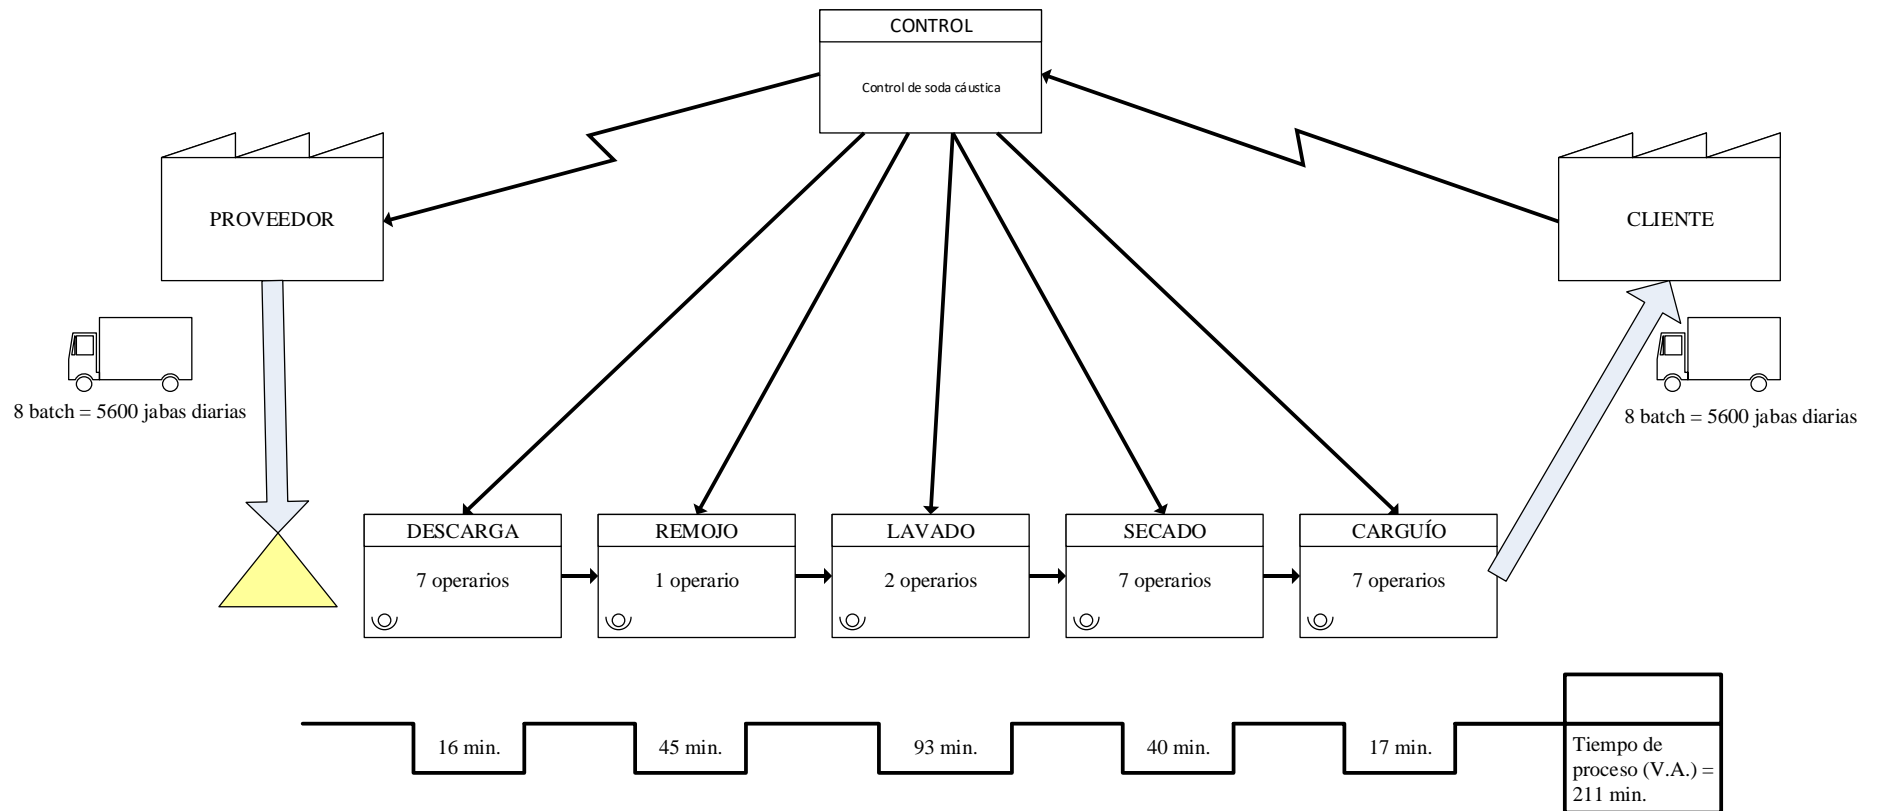 CONTROL
Control de soda cáustica
PROVEEDOR
CLIENTE
8 batch = 5600 jabas diarias
8 batch = 5600 jabas diarias
DESCARGA
7 operarios
REMOJO
1 operario
LAVADO
2 operarios
SECADO
7 operarios
CARGUÍO
7 operarios
16 min.
45 min.
93 min.
40 min.
17 min.
Tiempo de
proceso (V.A.) =
211 min.